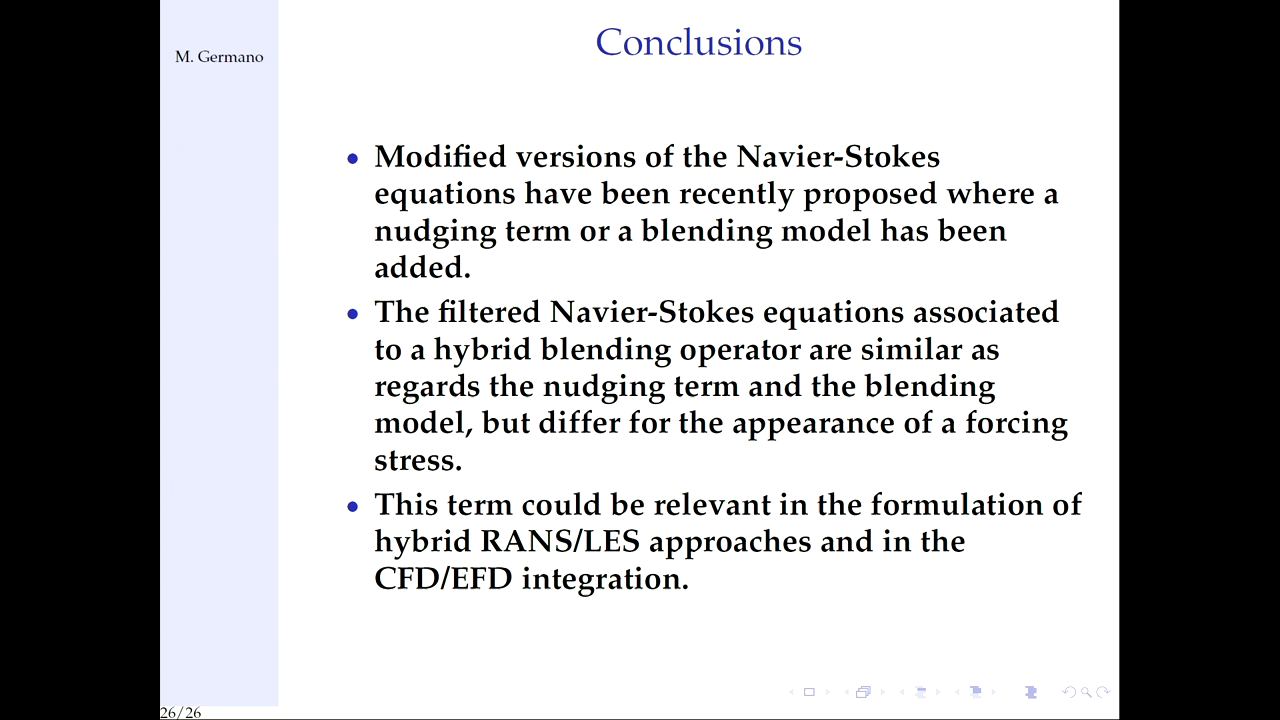 M. Germano
Conclusions
• Modified versions of the Navier-Stokes
equations have been recently proposed where a
nudging term or a blending model has been
added.
• The filtered Navier-Stokes equations associated
to a hybrid blending operator are similar as
regards the nudging term and the blending
model, but differ for the appearance of a forcing
stress.
• This term could be relevant in the formulation of
hybrid RANS/LES approaches and in the
CFD/EFD integration.
26/26